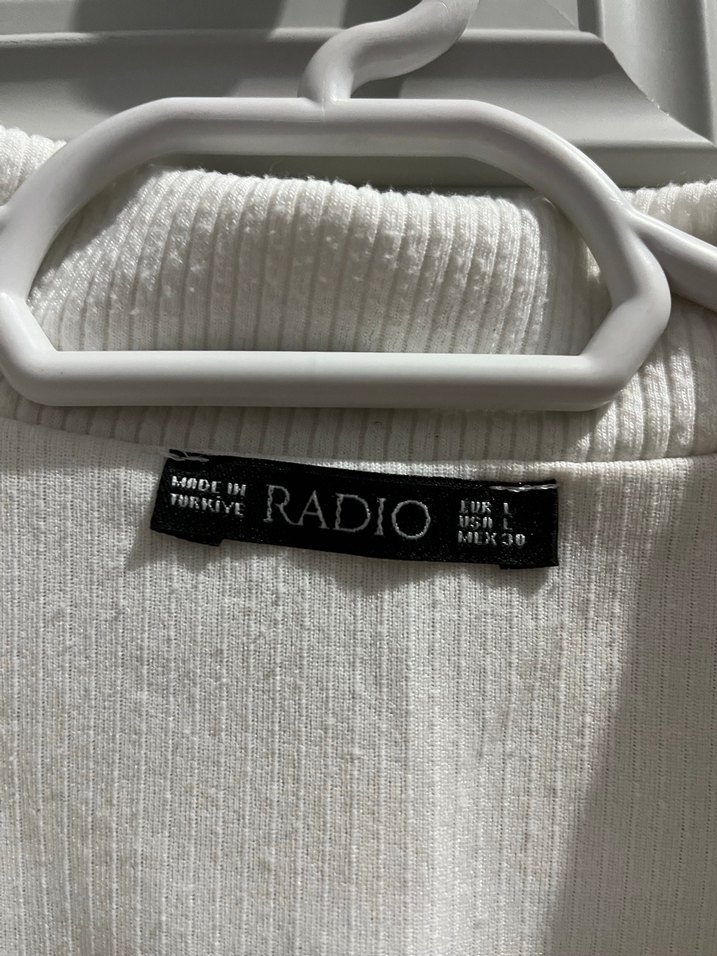 MADE IN
TÜRKİYE
RADIO
EUR L
USA L
MEX 30